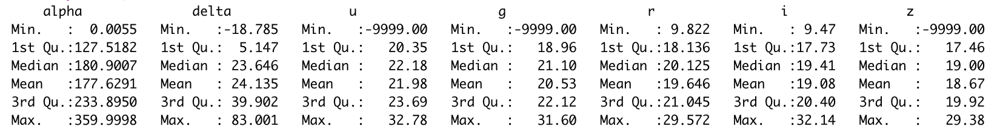 alpha delta u g r i z
Min. : 0.0055 Min. :-18.785 Min. :-9999.00 Min. :-9999.00 Min. : 9.822 Min. : 9.47 Min. :-9999.00
1st Qu.:127.5182 1st Qu.: 5.147 1st Qu.: 20.35 1st Qu.: 18.96 1st Qu.:18.136 1st Qu.:17.73 1st Qu.: 17.46
Median :180.9007 Median : 23.646 Median : 22.18 Median : 21.10 Median :20.125 Median :19.41 Median : 19.00
Mean :177.6291 Mean : 24.135 Mean : 21.98 Mean : 20.53 Mean :19.646 Mean :19.08 Mean : 18.67
3rd Qu.:233.8950 3rd Qu.: 39.902 3rd Qu.: 23.69 3rd Qu.: 22.12 3rd Qu.:21.045 3rd Qu.:20.40 3rd Qu.: 19.92
Max. :359.9998 Max. : 83.001 Max. : 32.78 Max. : 31.60 Max. :29.572 Max. :32.14 Max. : 29.38